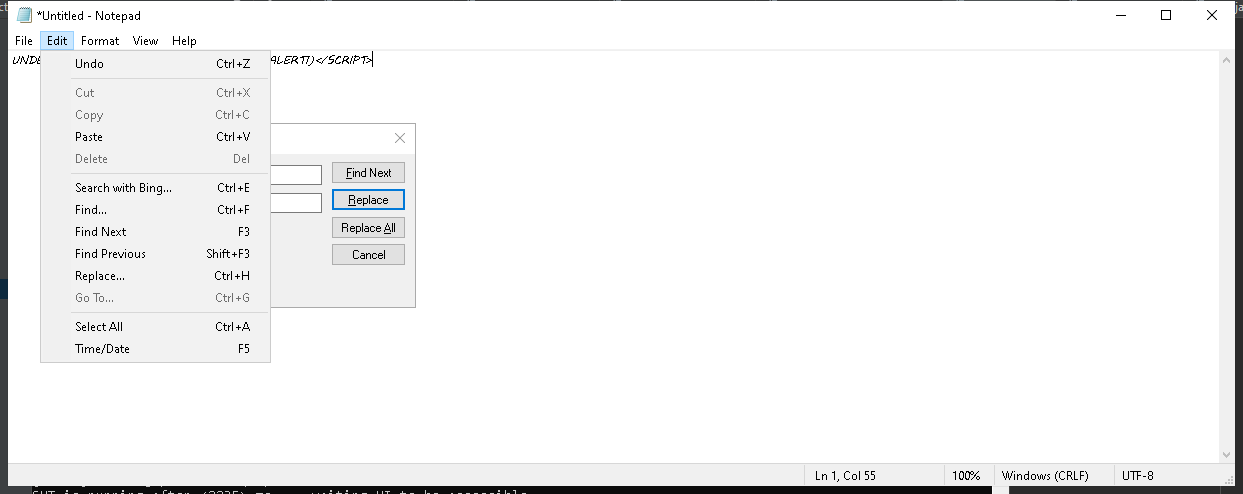 *Untitled - Notepad
File Edit Format View Help
UNDE ALERT1)</SCRIPT>
Undo Ctrl+Z
Cut Ctrl+X
Copy Ctrl+C
Paste Ctrl+V
Delete Del
Search with Bing... Ctrl+E
Find... Ctrl+F
Find Next F3
Find Previous Shift+F3
Replace... Ctrl+H
Go To... Ctrl+G
Select All Ctrl+A
Time/Date F5
Find Next
Replace
Replace All
Cancel
Ln 1, Col 55 100% Windows (CRLF) UTF-8